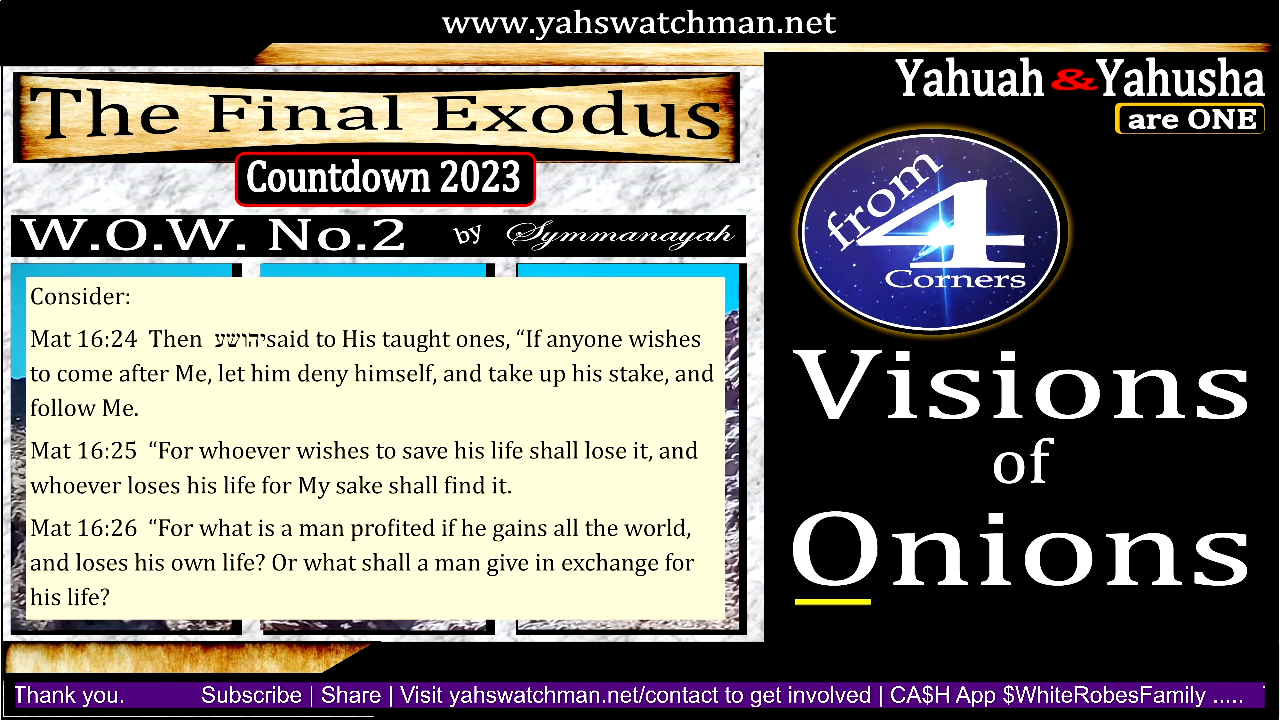 www.yahswatchman.net
The Final Exodus
Countdown 2023
W.O.W. No.2 by Symmanayah
Consider:
Mat 16:24 Then יהושע said to His taught ones, “If anyone wishes
to come after Me, let him deny himself, and take up his stake, and
follow Me.
Mat 16:25 “For whoever wishes to save his life shall lose it, and
whoever loses his life for My sake shall find it.
Mat 16:26 “For what is a man profited if he gains all the world,
and loses his own life? Or what shall a man give in exchange for
his life?
Yahuah & Yahusha
are ONE
from
4
Corners
Visions
of
Onions
Thank you. Subscribe | Share | Visit yahswatchman.net/contact to get involved | CA$H App $WhiteRobesFamily .....